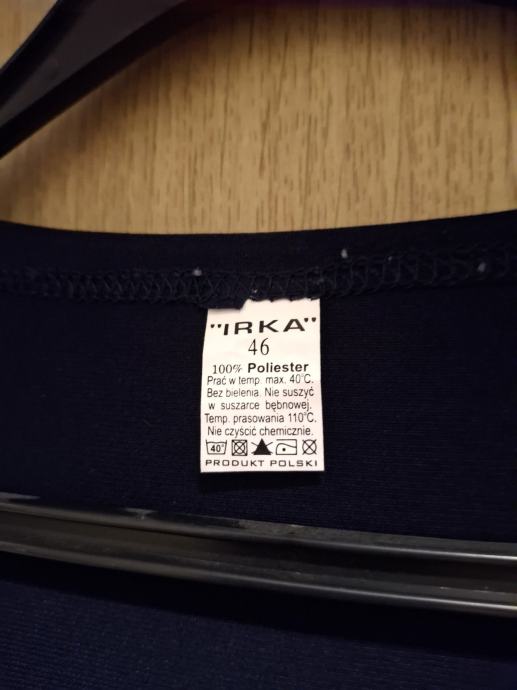 "IRKA"
46
100% Poliester
Prać w temp. max. 40°C.
Bez bielenia. Nie suszyć
w suszarce bębnowej.
Temp. prasowania 110°C.
Nie czyścić chemicznie.
40°
PRODUKT POLSKI